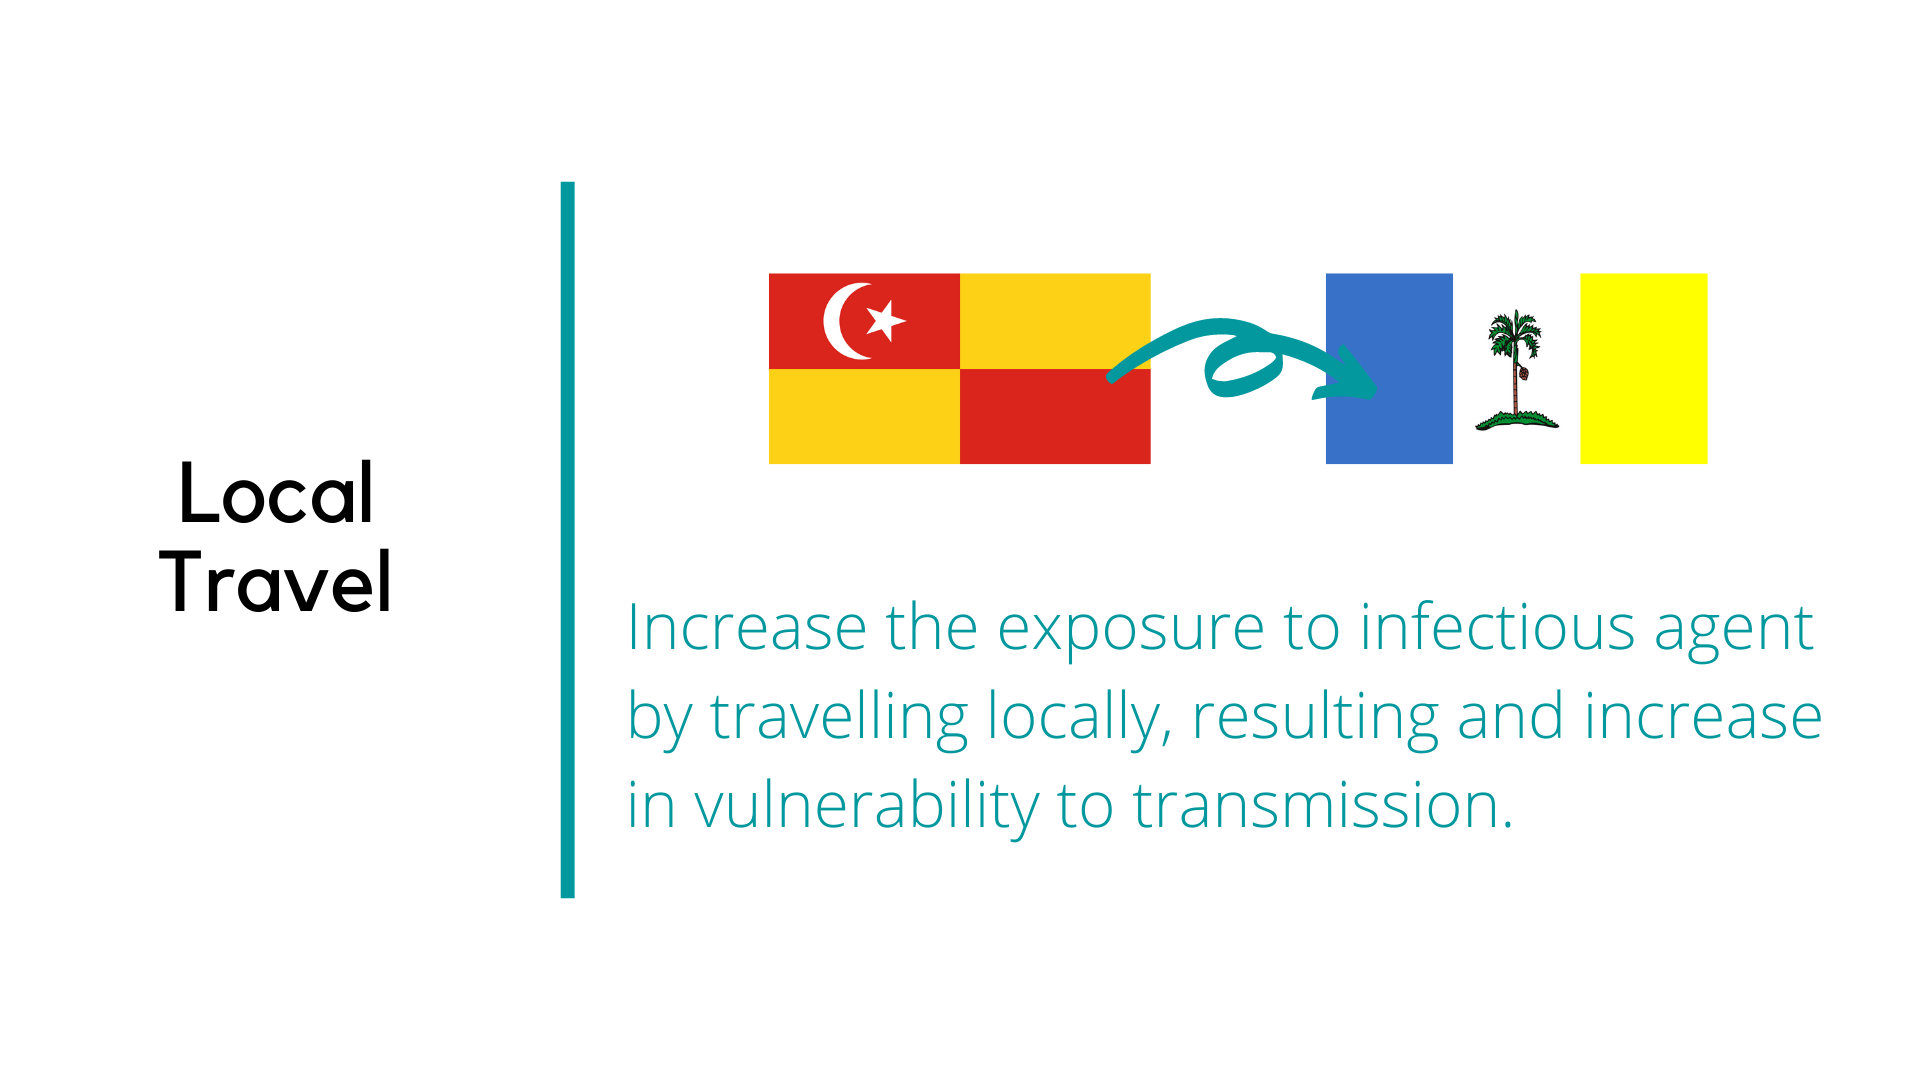 Local
Travel
Increase the exposure to infectious agent
by travelling locally, resulting and increase
in vulnerability to transmission.